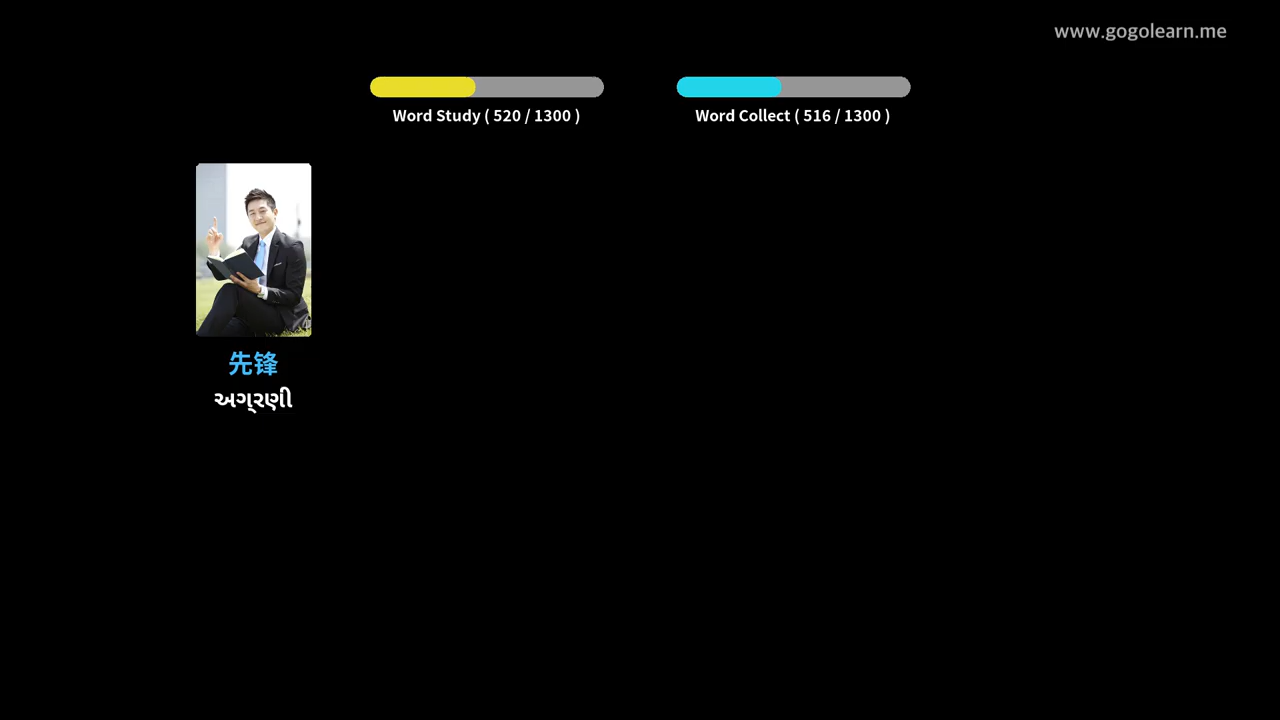 www.gogolearn.me
Word Study ( 520 / 1300 )
Word Collect ( 516 / 1300 )
先锋
અગ્રણી